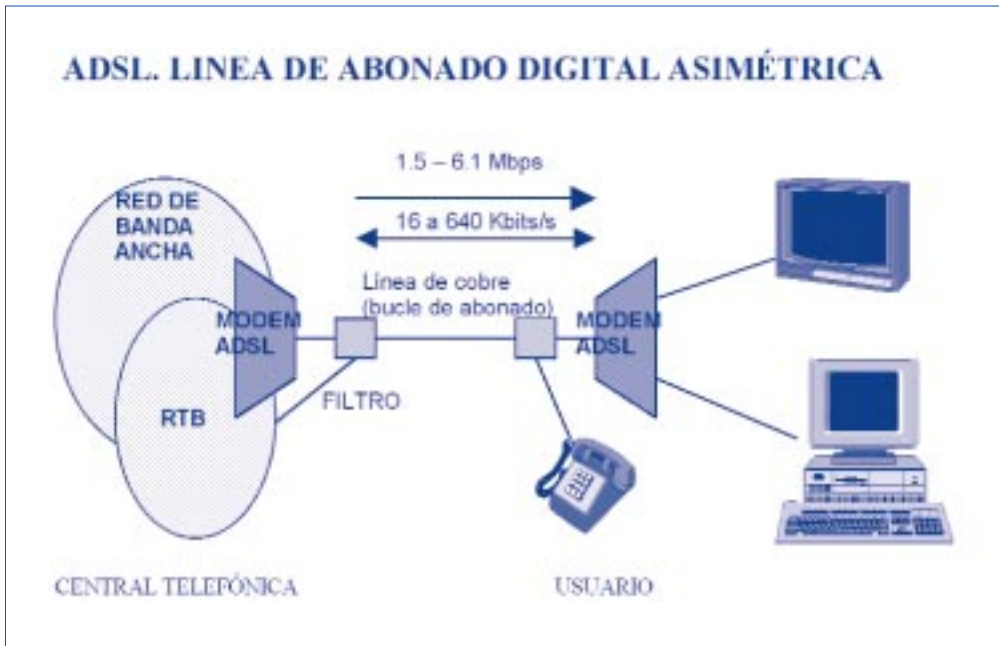 ADSL. LINEA DE ABONADO DIGITAL ASIMÉTRICA
1.5 – 6.1 Mbps
RED DE
BANDA
ANCHA
16 a 640 Kbits/s
Línea de cobre
(bucle de abonado)
MODEM
ADSL
MODEM
ADSL
FILTRO
RTB
CENTRAL TELEFÓNICA
USUARIO